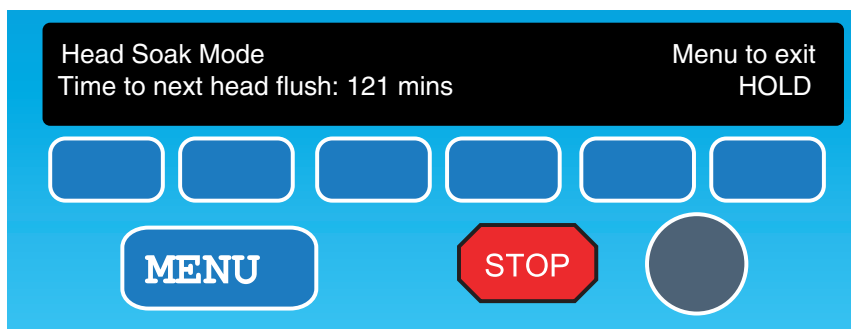 Head Soak Mode Menu to exit
Time to next head flush: 121 mins HOLD
MENU STOP